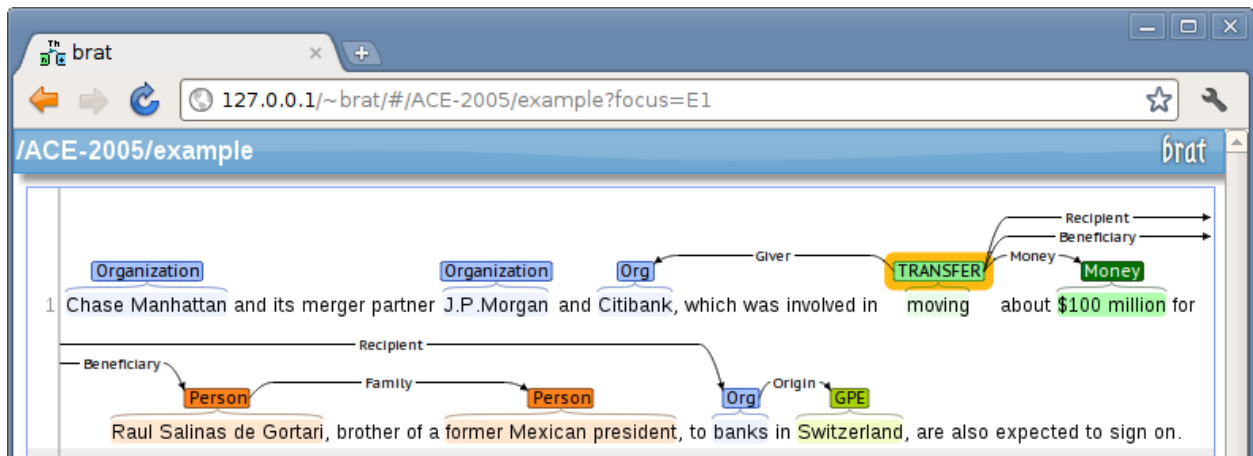 brat
127.0.0.1/~brat/#/ACE-2005/example?focus=E1
/ACE-2005/example brat
Recipient
Beneficiary
Giver Money
Organization Organization Org TRANSFER Money
1 Chase Manhattan and its merger partner J.P.Morgan and Citibank, which was involved in moving about $100 million for
Recipient
Beneficiary
Family Origin
Person Person Org GPE
Raul Salinas de Gortari, brother of a former Mexican president, to banks in Switzerland, are also expected to sign on.